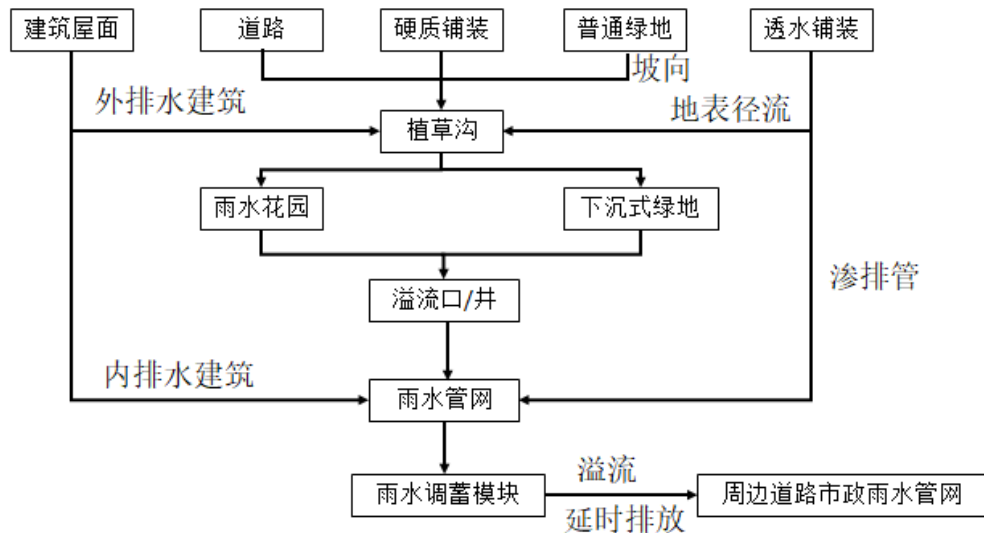 建筑屋面
道路
硬质铺装
普通绿地
透水铺装
坡向
外排水建筑
植草沟
地表径流
雨水花园
下沉式绿地
溢流口/井
渗排管
内排水建筑
雨水管网
雨水调蓄模块
溢流
延时排放
周边道路市政雨水管网